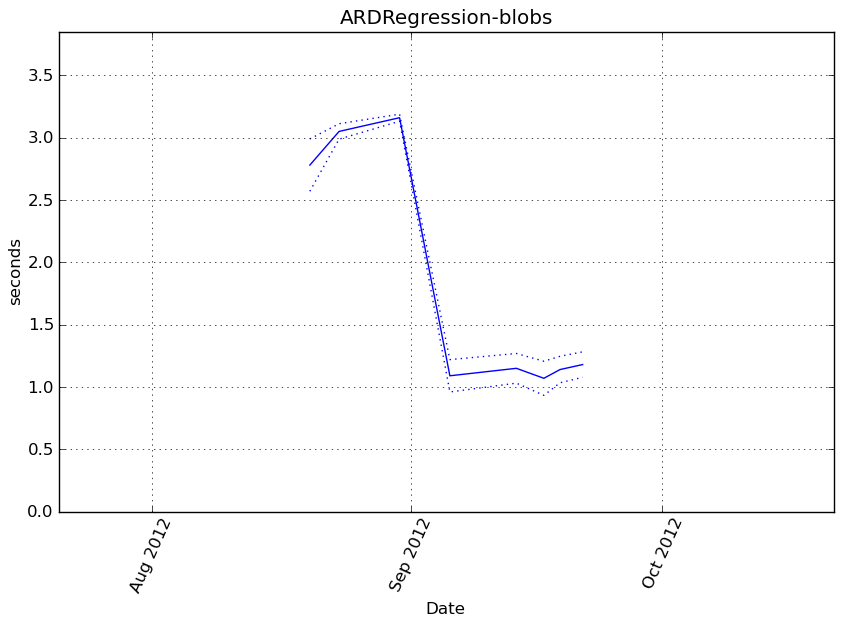 ARDRegression-blobs
3.5
3.0
2.5
2.0
1.5
1.0
0.5
0.0
seconds
Aug 2012
Sep 2012
Oct 2012
Date